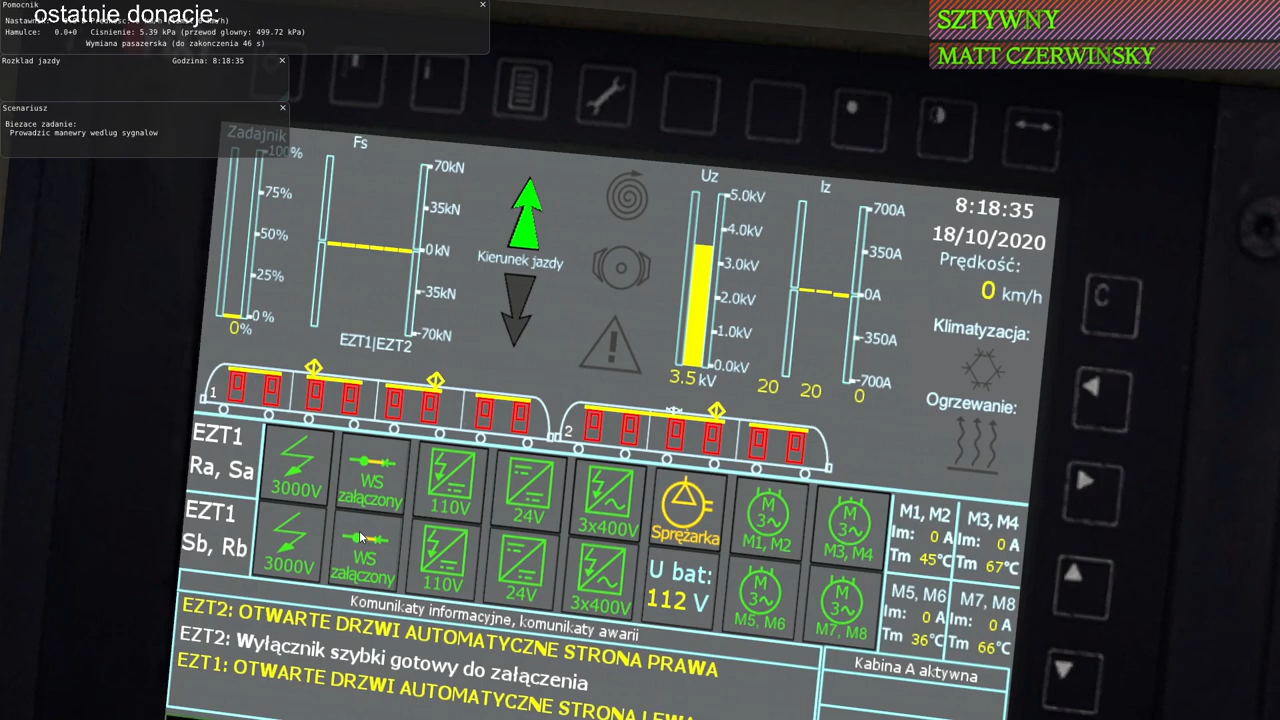 Pomocnik
ostatnie donacje:
Hamulce: 0.0+0 Cisnienie: 5.39 kPa (przewod glowny: 499.72 kPa)
Wymiana pasazerska (do zakonczenia 46 s)
Rozklad jazdy Godzina: 8:18:35
Scenariusz
Biezace zadanie:
Prowadzic manewry wedlug sygnalow
SZTYWNY
MATT CZERWINSKY
Zadajnik
100%
75%
50%
25%
0 %
0%
Fs
70kN
35kN
0 kN
-35kN
-70kN
EZT1|EZT2
Kierunek jazdy
Uz
5.0kV
4.0kV
3.0kV
2.0kV
1.0kV
0.0kV
3.5 kV
Iz
700A
350A
0A
-350A
-700A
20 20 0
8:18:35
18/10/2020
Prędkość:
0 km/h
Klimatyzacja:
Ogrzewanie:
C
1
2
EZT1
Ra, Sa
3000V
WS
załączony
110V
24V
3x400V
Sprężarka
M
3~
M1, M2
M
3~
M3, M4
EZT1
Sb, Rb
3000V
WS
załączony
110V
24V
3x400V
U bat:
112 V
M
3~
M5, M6
M
3~
M7, M8
M1, M2
Im: 0 A
Tm 45°C
M3, M4
Im: 0 A
Tm 67°C
M5, M6
Im: 0 A
Tm 36°C
M7, M8
Im: 0 A
Tm 66°C
Komunikaty informacyjne, komunikaty awarii
EZT2: OTWARTE DRZWI AUTOMATYCZNE STRONA PRAWA
EZT2: Wyłącznik szybki gotowy do załączenia
EZT1: OTWARTE DRZWI AUTOMATYCZNE STRONA
Kabina A aktywna